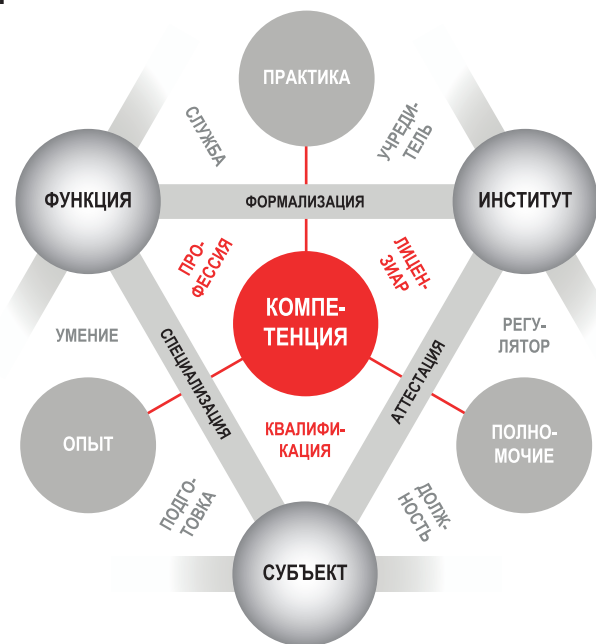 ПРАКТИКА
СЛУЖБА
УЧРЕДИ-
ТЕЛЬ
ФУНКЦИЯ
ФОРМАЛИЗАЦИЯ
ИНСТИТУТ
ПРО-
ФЕССИЯ
ЛИЦЕН-
ЗИАР
КОМПЕ-
ТЕНЦИЯ
УМЕНИЕ
СПЕЦИАЛИЗАЦИЯ
АТТЕСТАЦИЯ
РЕГУ-
ЛЯТОР
ОПЫТ
КВАЛИФИ-
КАЦИЯ
ПОЛНО-
МОЧИЕ
ПОДГО-
ТОВКА
ДОЛЖ-
НОСТЬ
СУБЪЕКТ